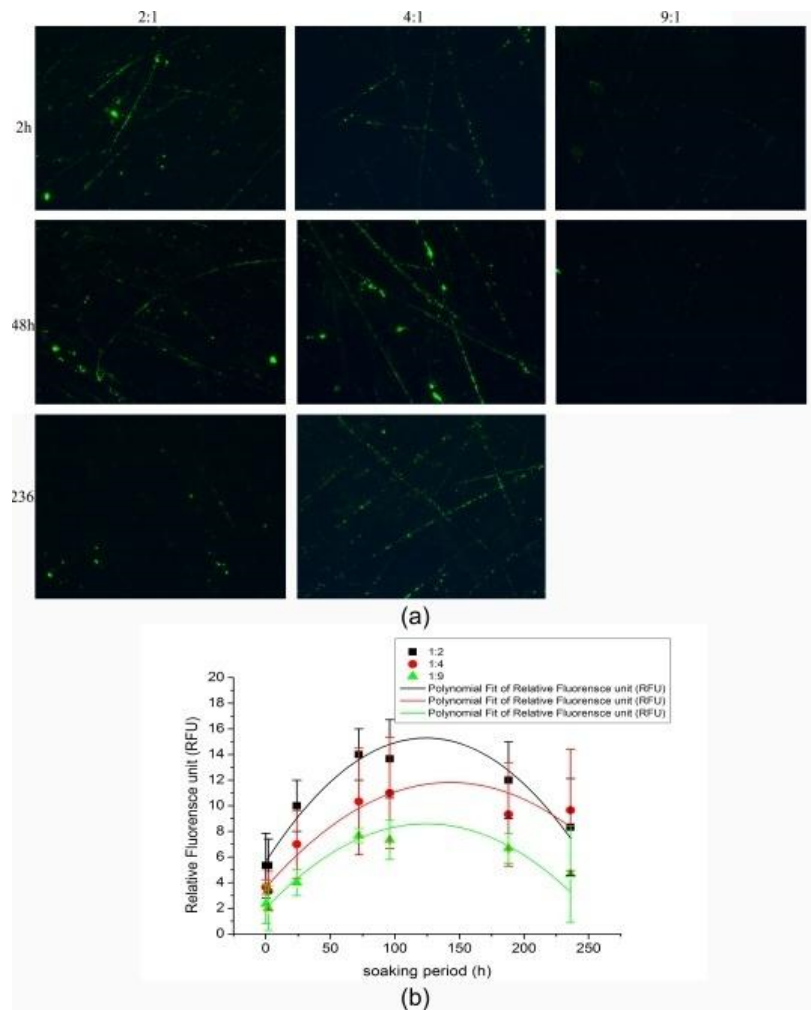 2:1 4:1 9:1
2h
48h
236
(a)
1:2
1:4
1:9
Polynomial Fit of Relative Fluorensce unit (RFU)
Polynomial Fit of Relative Fluorensce unit (RFU)
Polynomial Fit of Relative Fluorensce unit (RFU)
20
18
16
14
12
10
8
6
4
2
0
Relative Fluorensce unit (RFU)
0 50 100 150 200 250
soaking period (h)
(b)